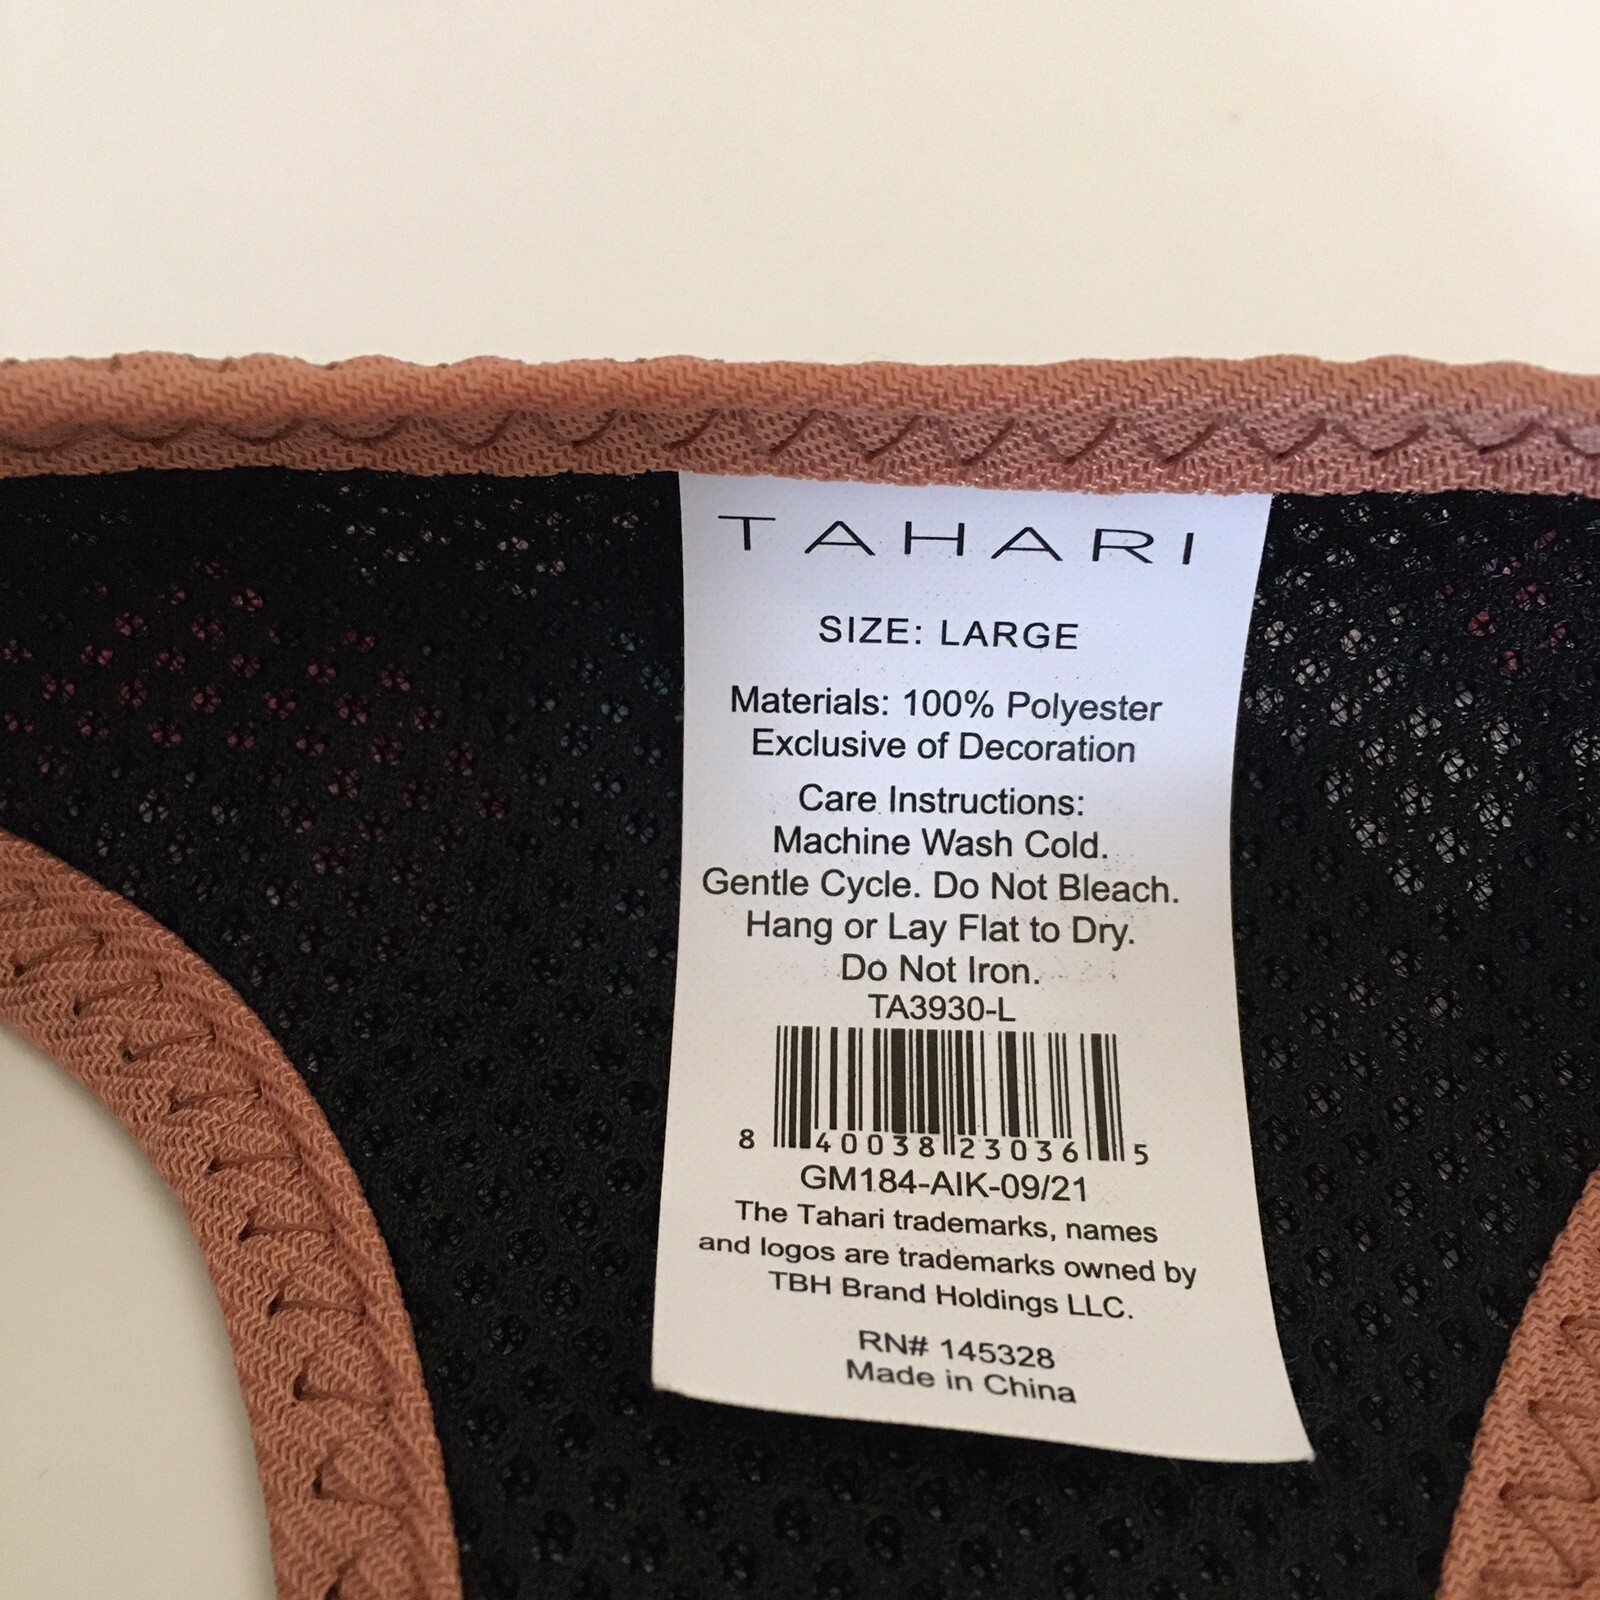 TAHARI
SIZE: LARGE
Materials: 100% Polyester
Exclusive of Decoration
Care Instructions:
Machine Wash Cold.
Gentle Cycle. Do Not Bleach.
Hang or Lay Flat to Dry.
Do Not Iron.
TA3930-L
8 40038 23036 5
GM184-AIK-09/21
The Tahari trademarks, names
and logos are trademarks owned by
TBH Brand Holdings LLC.
RN# 145328
Made in China